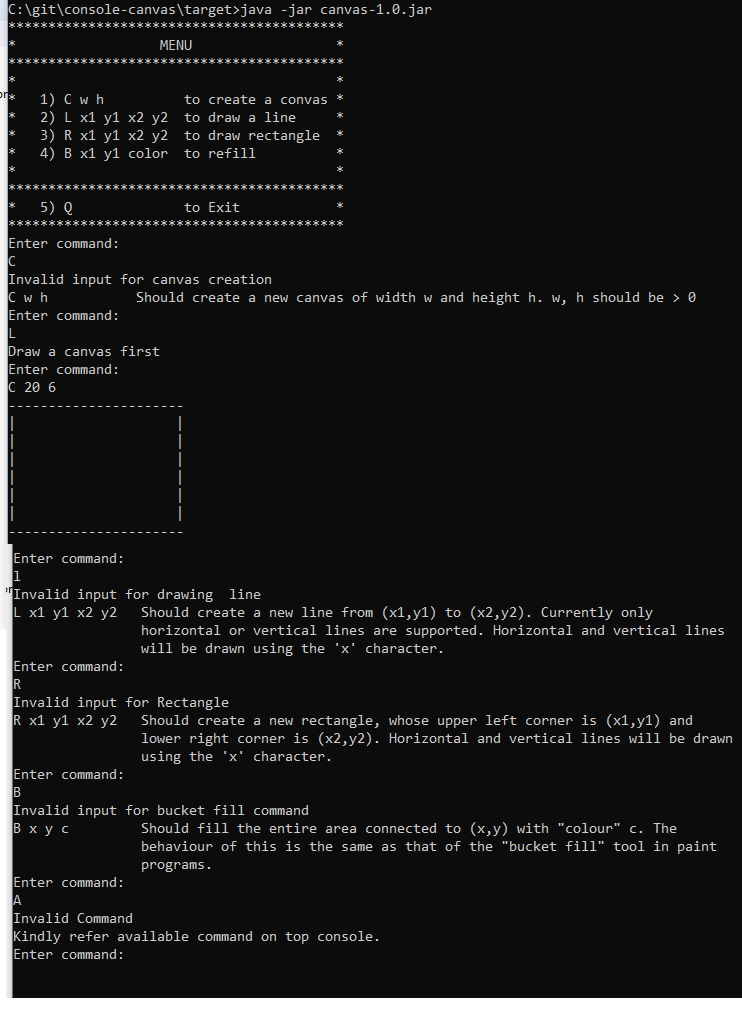 C:\git\console-canvas\target>java -jar canvas-1.0.jar
******************************************
*                  MENU                  *
******************************************
*                                        *
*   1) C w h          to create a convas *
*   2) L x1 y1 x2 y2  to draw a line     *
*   3) R x1 y1 x2 y2  to draw rectangle  *
*   4) B x1 y1 color  to refill          *
*                                        *
******************************************
*   5) Q              to Exit            *
******************************************
Enter command:
C
Invalid input for canvas creation
C w h           Should create a new canvas of width w and height h. w, h should be > 0
Enter command:
L
Draw a canvas first
Enter command:
C 20 6
----------------------
|                    |
|                    |
|                    |
|                    |
|                    |
|                    |
----------------------
Enter command:
l
Invalid input for drawing  line
L x1 y1 x2 y2   Should create a new line from (x1,y1) to (x2,y2). Currently only
                horizontal or vertical lines are supported. Horizontal and vertical lines
                will be drawn using the 'x' character.
Enter command:
R
Invalid input for Rectangle
R x1 y1 x2 y2   Should create a new rectangle, whose upper left corner is (x1,y1) and
                lower right corner is (x2,y2). Horizontal and vertical lines will be drawn
                using the 'x' character.
Enter command:
B
Invalid input for bucket fill command
B x y c         Should fill the entire area connected to (x,y) with "colour" c. The
                behaviour of this is the same as that of the "bucket fill" tool in paint
                programs.
Enter command:
A
Invalid Command
Kindly refer available command on top console.
Enter command: